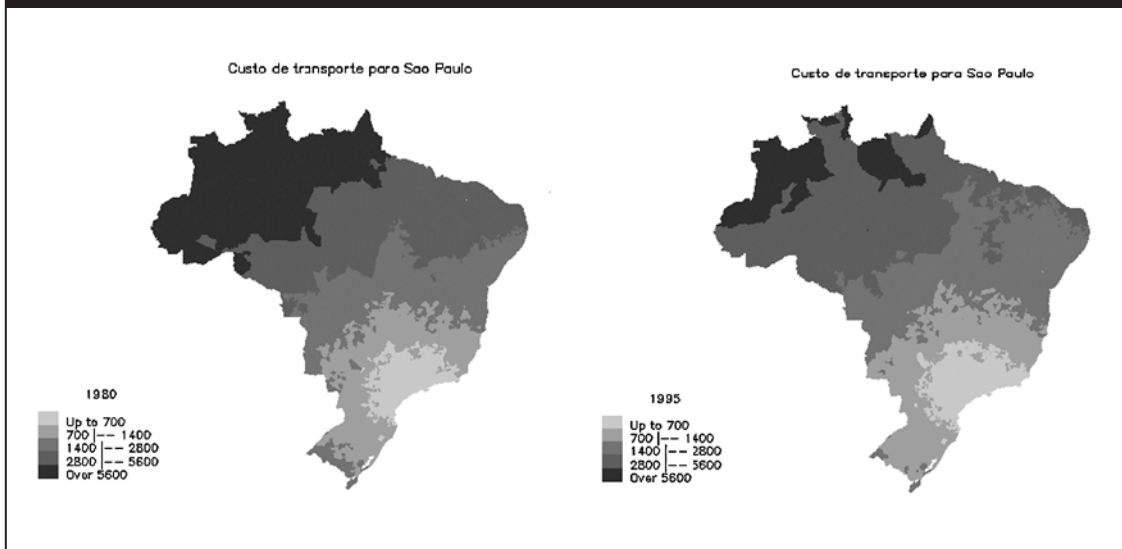 Custo de transporte para Sao Paulo
1980
Up to 700
700 |-- 1400
1400 |-- 2800
2800 |-- 5600
Over 5600
Custo de transporte para Sao Paulo
1995
Up to 700
700 |-- 1400
1400 |-- 2800
2800 |-- 5600
Over 5600